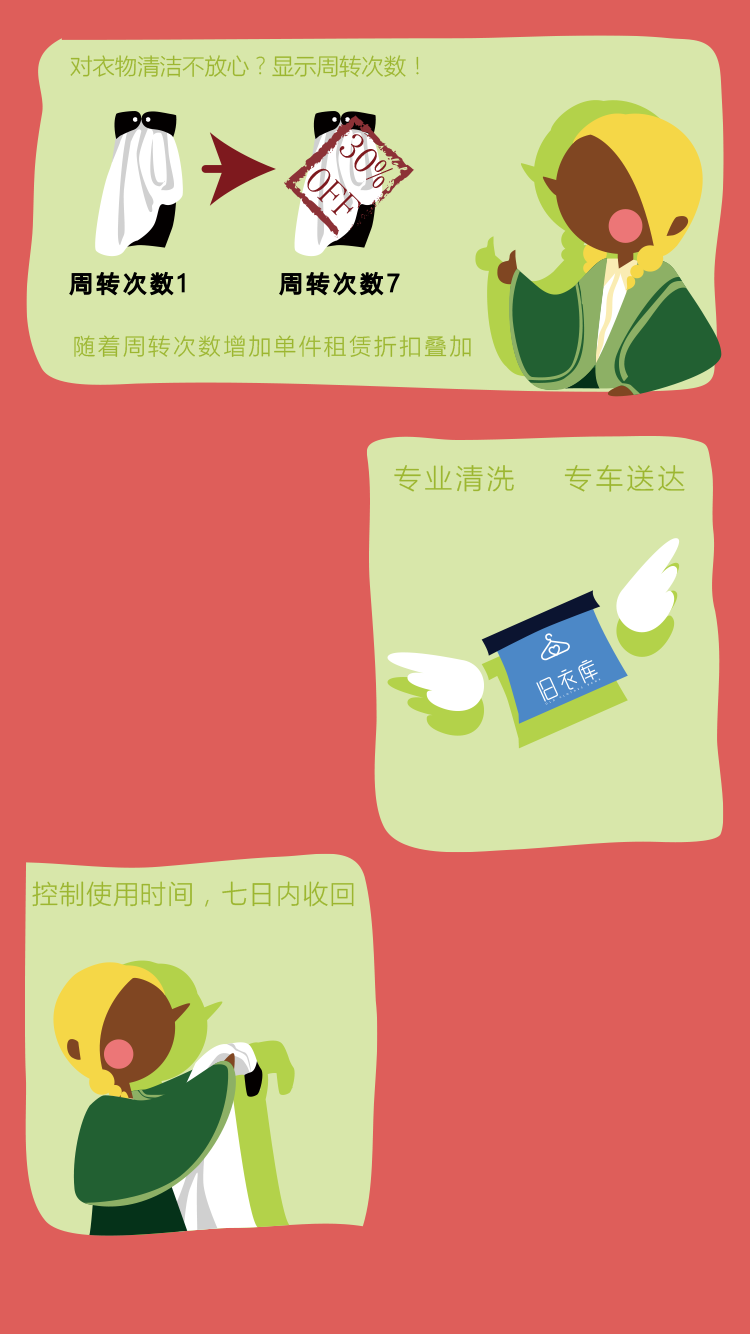 对衣物清洁不放心？显示周转次数！
30%
OFF
周转次数1
周转次数7
随着周转次数增加单件租赁折扣叠加
专业清洗 专车送达
旧衣库
控制使用时间，七日内收回